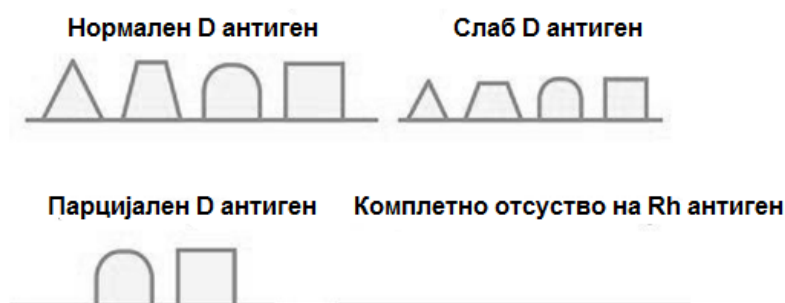 Нормален D антиген
Слаб D антиген
Парцијален D антиген
Комплетно отсуство на Rh антиген